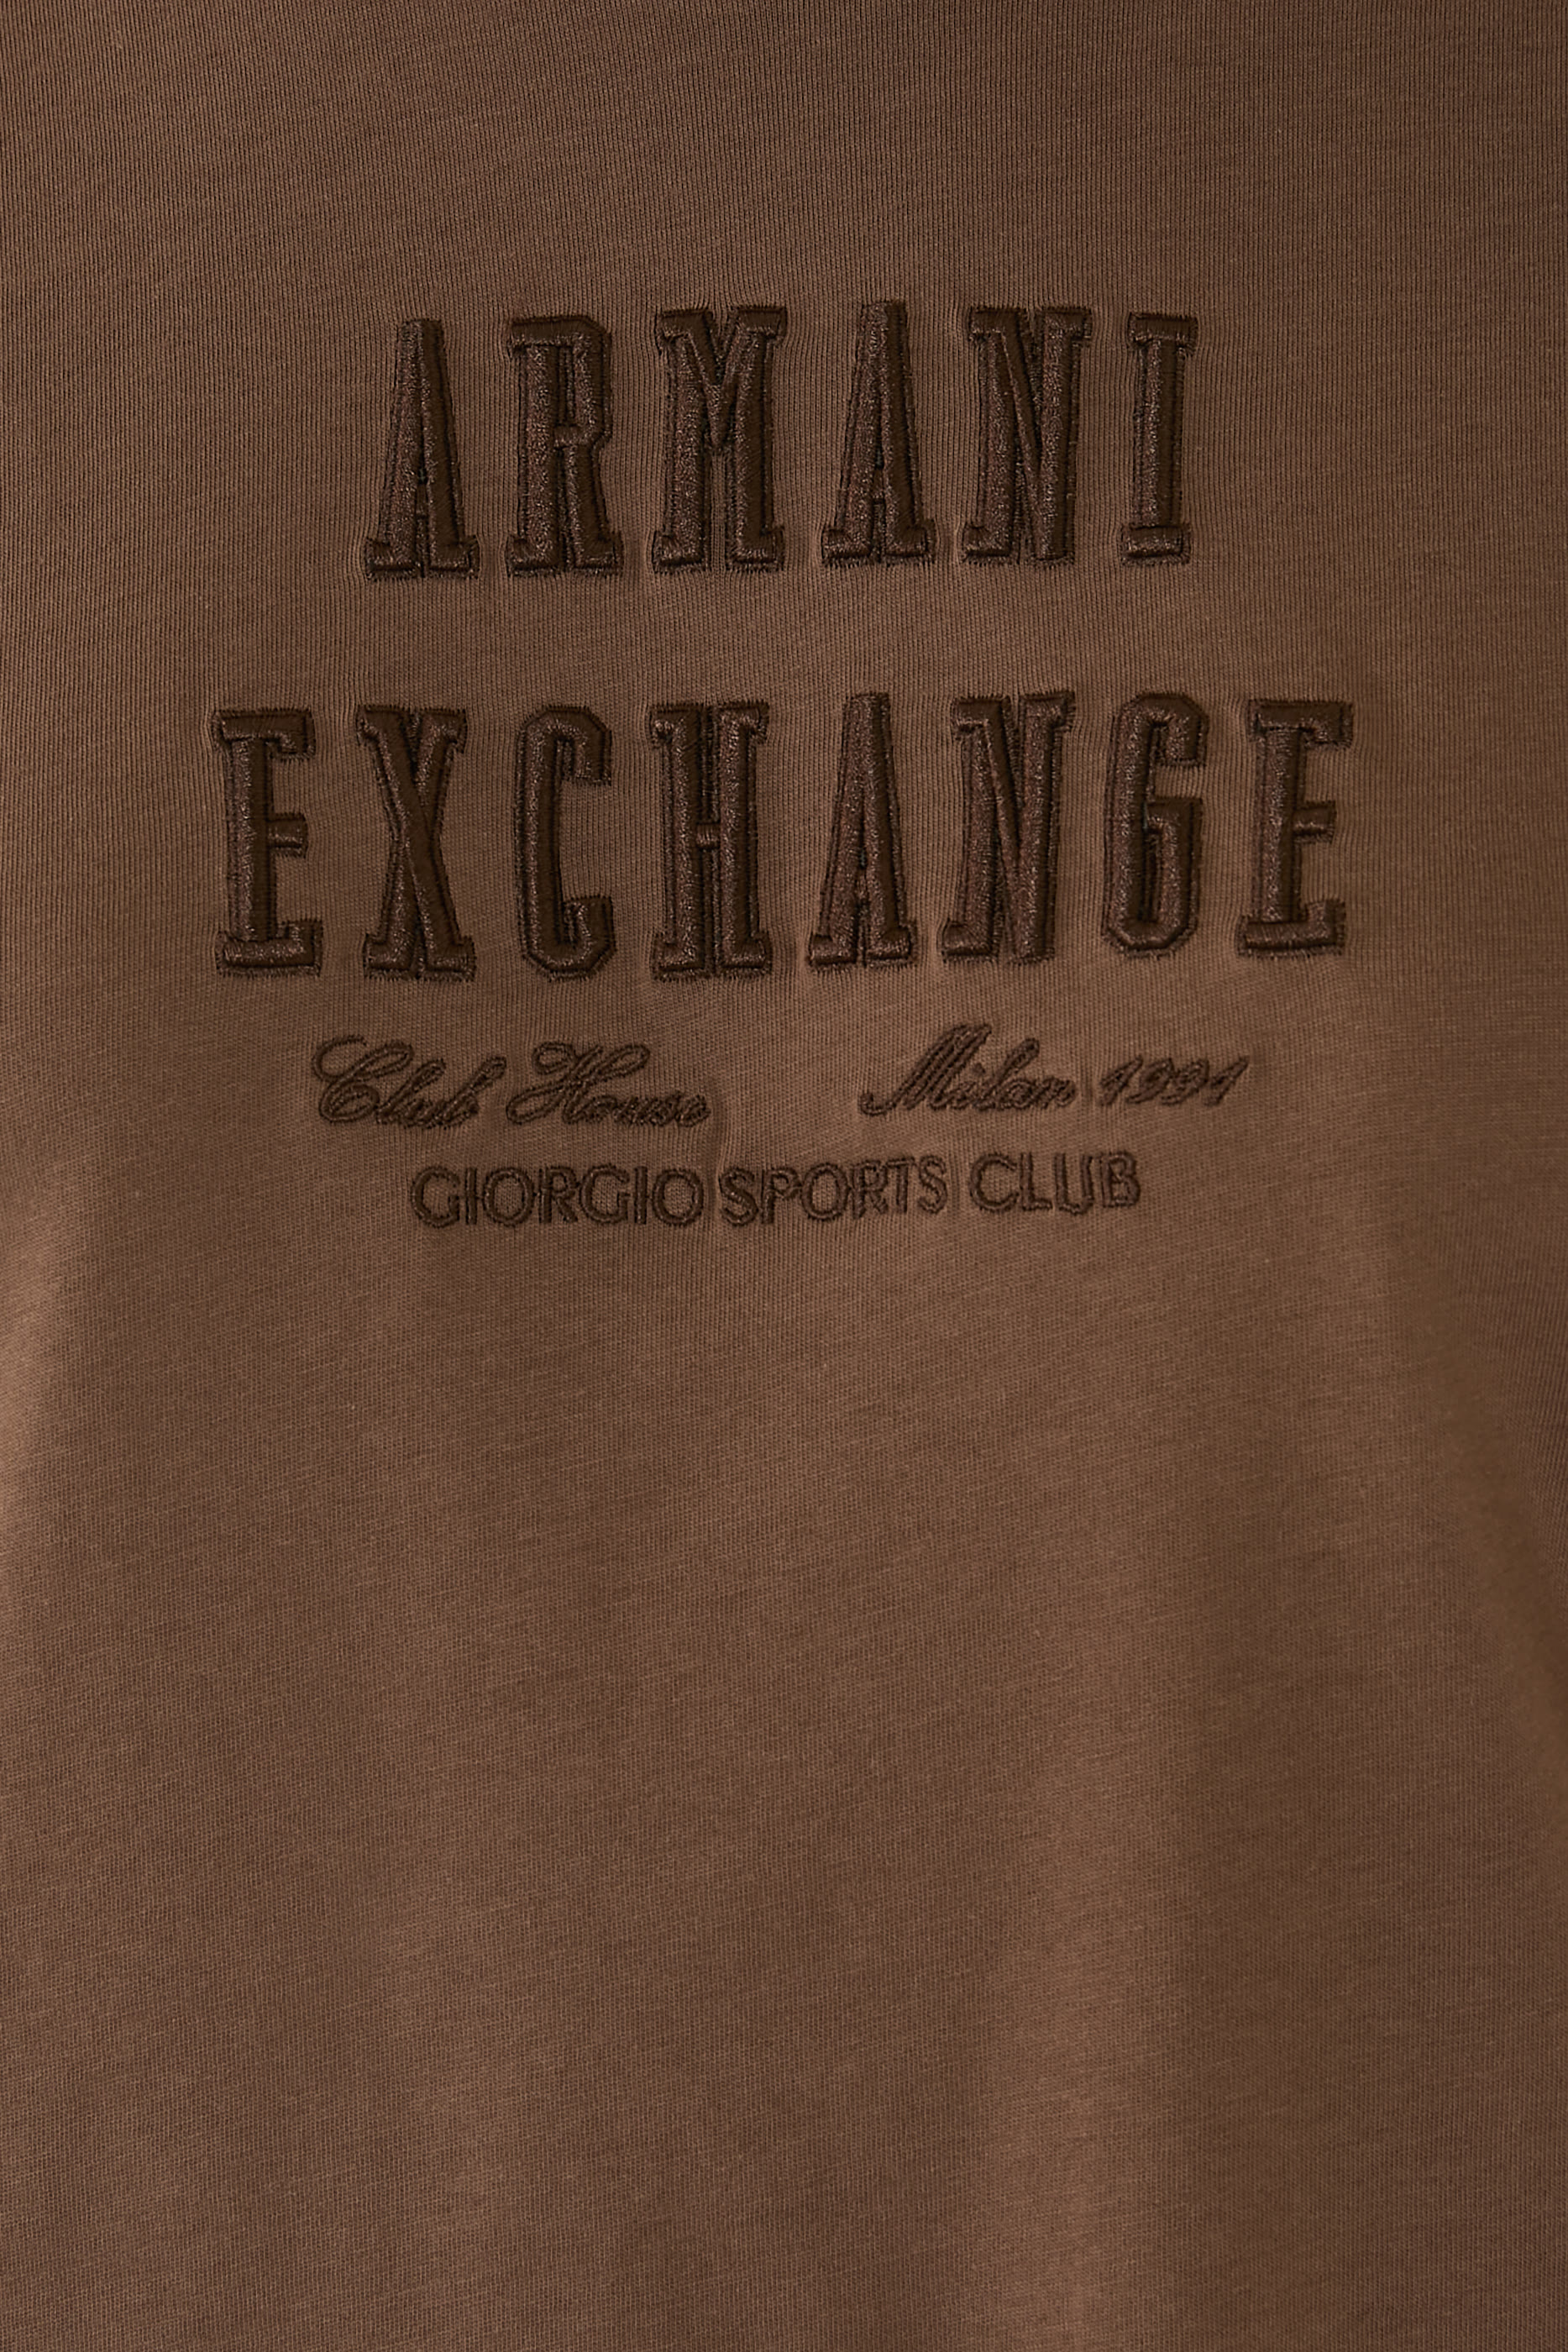 ARMANI
EXCHANGE
Club House Milan 1991
GIORGIO SPORTS CLUB